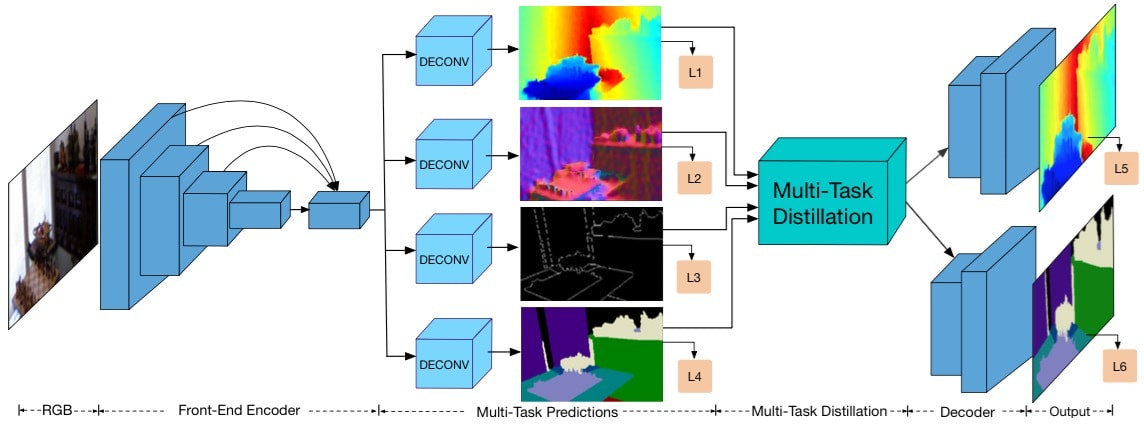 DECONV
L1
DECONV
L2
DECONV
L3
DECONV
L4
Multi-Task
Distillation
L5
L6
RGB
Front-End Encoder
Multi-Task Predictions
Multi-Task Distillation
Decoder
Output